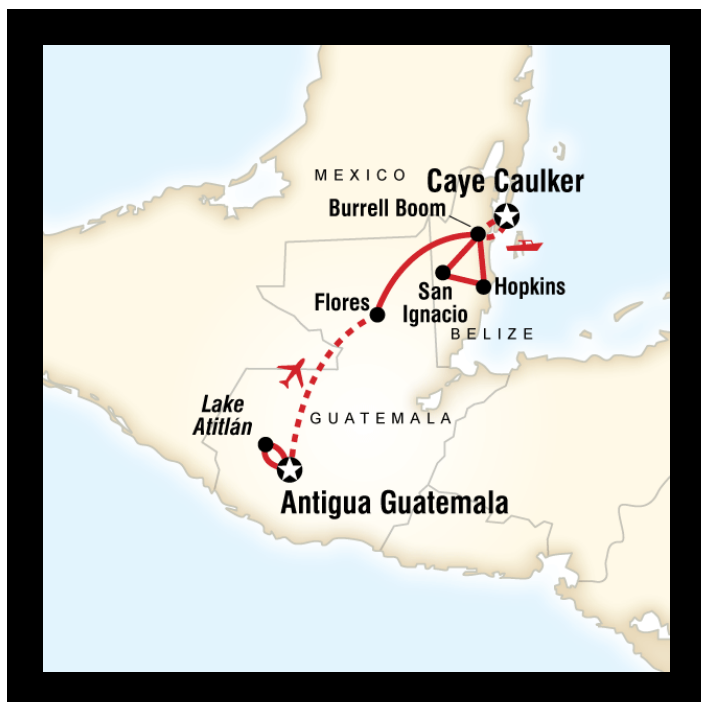 MEXICO
Caye Caulker
Burrell Boom
Flores
San
Ignacio
Hopkins
BELIZE
Lake
Atitlán
GUATEMALA
Antigua Guatemala